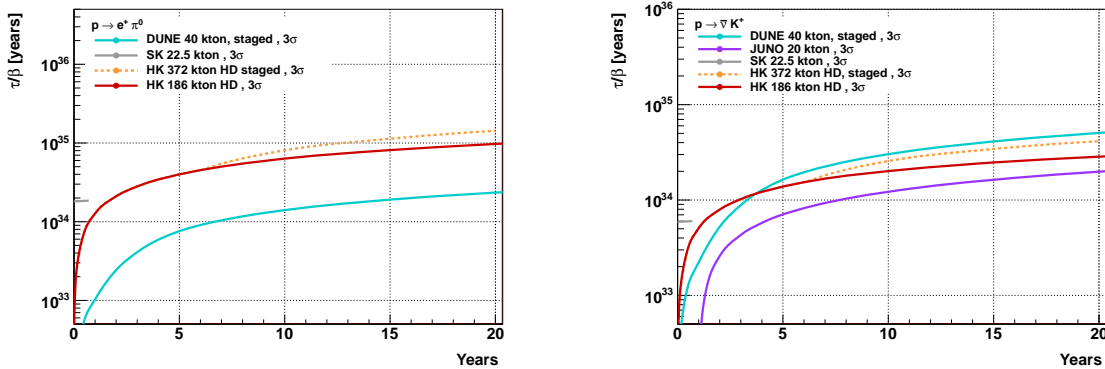 p → e⁺ π⁰
DUNE 40 kton, staged , 3σ
SK 22.5 kton , 3σ
HK 372 kton HD staged , 3σ
HK 186 kton HD , 3σ
τ/β [years]
10³⁶
10³⁵
10³⁴
10³³
0 5 10 15 20
Years
p → ν̅ K⁺
DUNE 40 kton, staged , 3σ
JUNO 20 kton , 3σ
SK 22.5 kton , 3σ
HK 372 kton HD, staged , 3σ
HK 186 kton HD , 3σ
τ/β [years]
10³⁶
10³⁵
10³⁴
10³³
0 5 10 15 20
Years